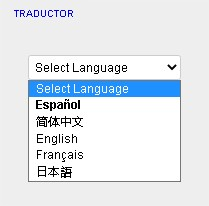 TRADUCTOR
Select Language
Select Language
Español
简体中文
English
Français
日本語